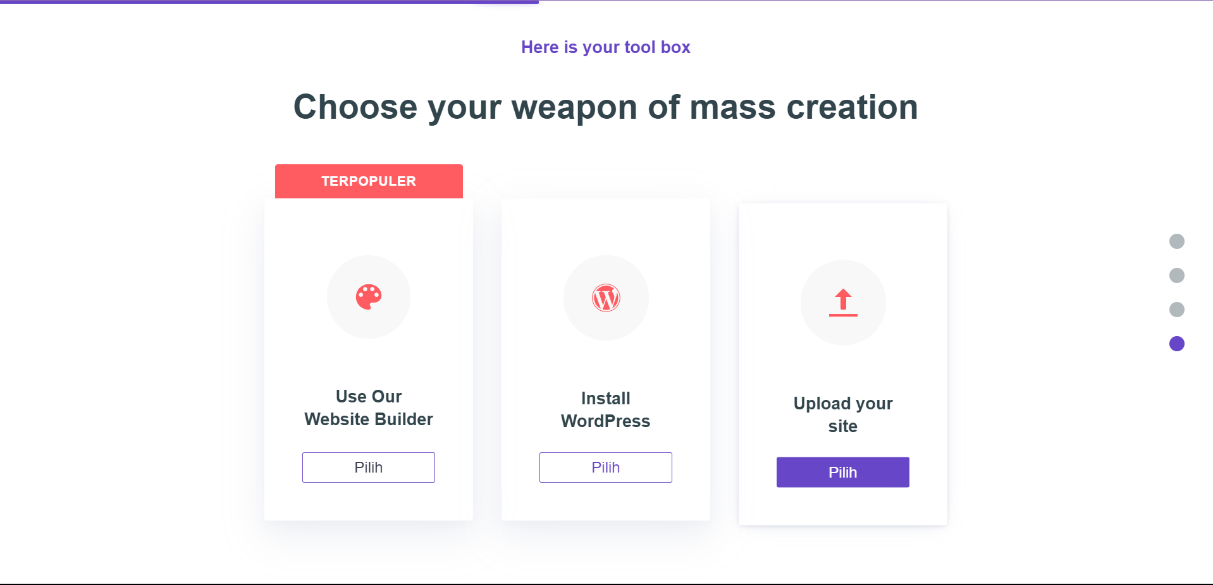 Here is your tool box
Choose your weapon of mass creation
TERPOPULER
Use Our
Website Builder
Pilih
Install
WordPress
Pilih
Upload your
site
Pilih